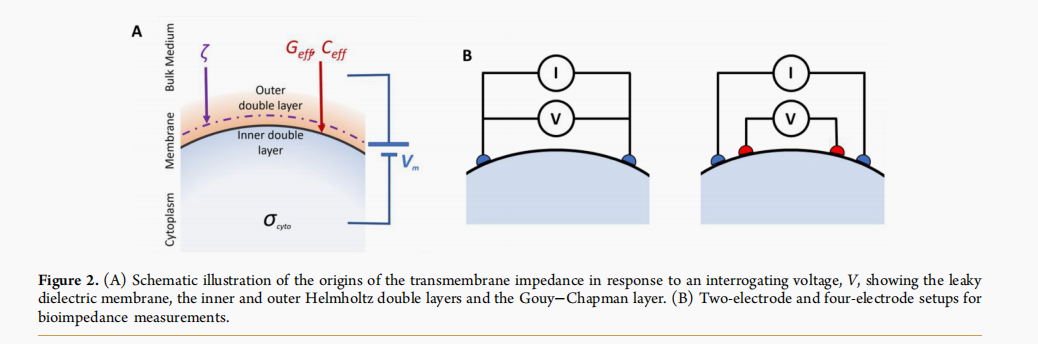 A
Bulk Medium
Membrane
Cytoplasm
ζ
Geff, Ceff
Outer
double layer
Inner double
layer
σcyto
Vm
B
I
V
I
V
Figure 2. (A) Schematic illustration of the origins of the transmembrane impedance in response to an interrogating voltage, V, showing the leaky
dielectric membrane, the inner and outer Helmholtz double layers and the Gouy−Chapman layer. (B) Two-electrode and four-electrode setups for
bioimpedance measurements.